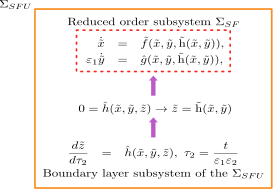 Σ_SFU
Reduced order subsystem Σ_SF
ẋ̃ = f̃(x̃, ỹ, h̃(x̃, ỹ)),
ε₁ẏ̃ = g̃(x̃, ỹ, h̃(x̃, ỹ)),
0 = ĥ(x̃, ỹ, z̃) → z̃ = h̃(x̃, ỹ)
dz̃/dτ₂ = ĥ(x̃, ỹ, z̃), τ₂ = t/(ε₁ε₂)
Boundary layer subsystem of the Σ_SFU